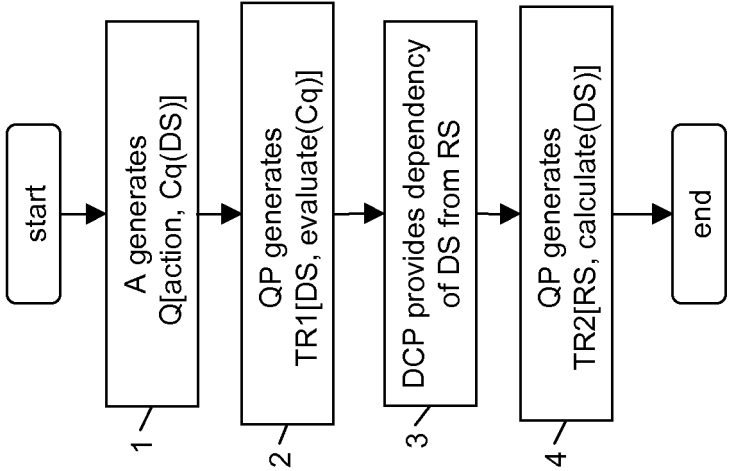 start
A generates
Q[action, Cq(DS)]
1
QP generates
TR1[DS, evaluate(Cq)]
2
DCP provides dependency
of DS from RS
3
QP generates
TR2[RS, calculate(DS)]
4
end